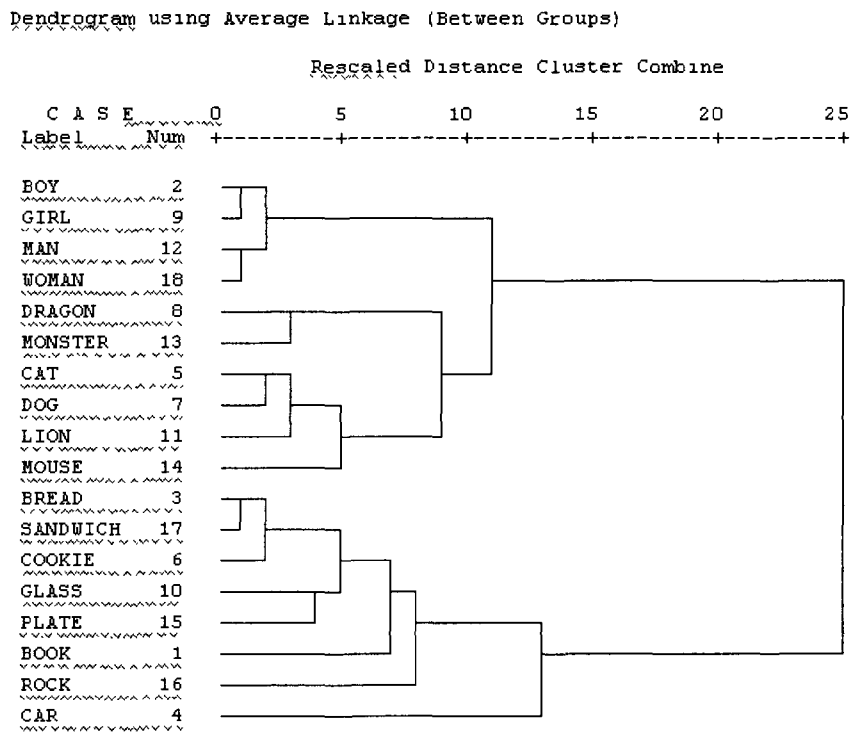 Dendrogram using Average Linkage (Between Groups)
Rescaled Distance Cluster Combine
C A S E 0 5 10 15 20 25
Label Num +---------+---------+---------+---------+---------+
BOY 2
GIRL 9
MAN 12
WOMAN 18
DRAGON 8
MONSTER 13
CAT 5
DOG 7
LION 11
MOUSE 14
BREAD 3
SANDWICH 17
COOKIE 6
GLASS 10
PLATE 15
BOOK 1
ROCK 16
CAR 4